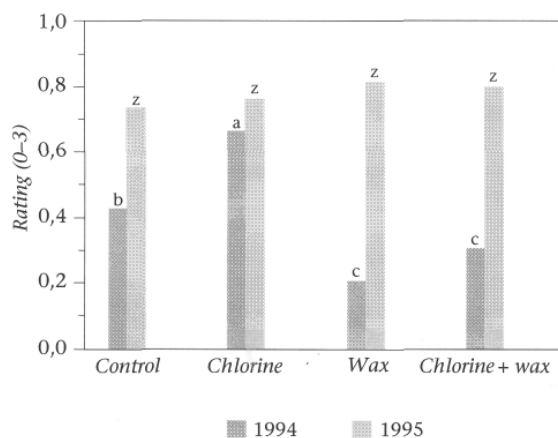 Rating (0–3)
1,0
0,8
0,6
0,4
0,2
0,0
b
z
a
z
c
z
c
z
Control
Chlorine
Wax
Chlorine + wax
1994
1995